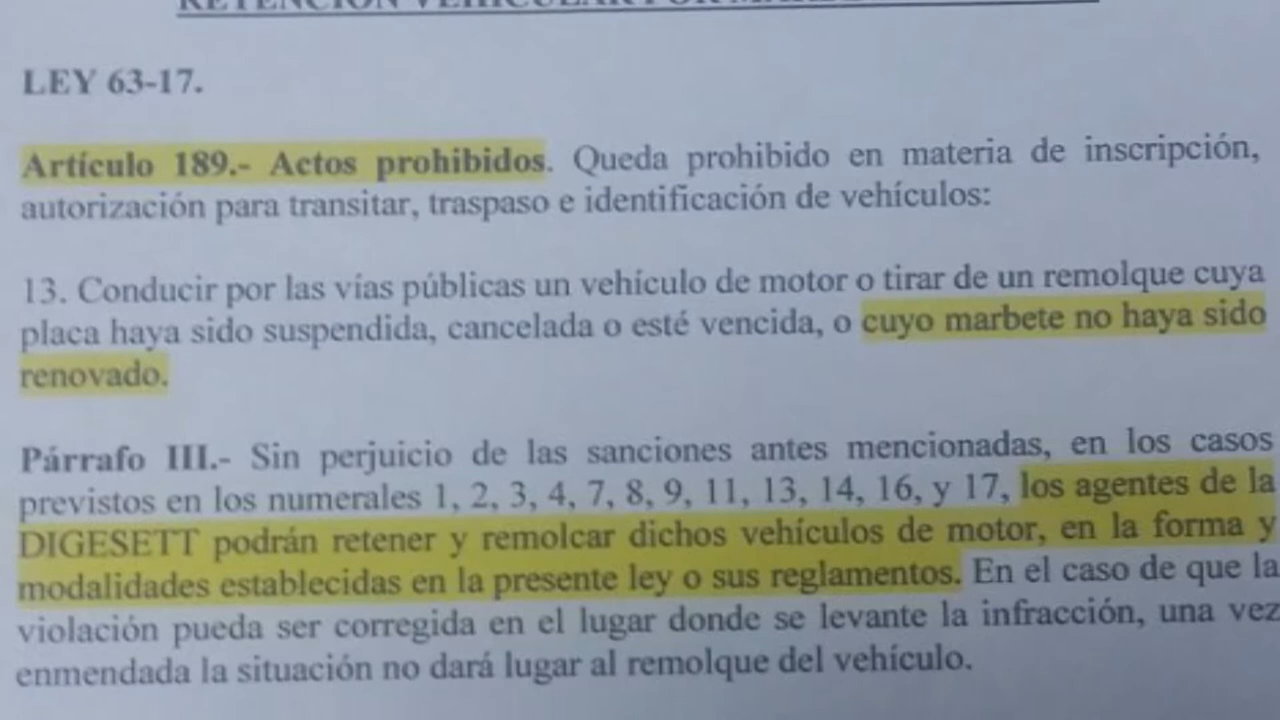 LEY 63-17.
Artículo 189.- Actos prohibidos. Queda prohibido en materia de inscripción,
autorización para transitar, traspaso e identificación de vehículos:
13. Conducir por las vías públicas un vehículo de motor o tirar de un remolque cuya
placa haya sido suspendida, cancelada o esté vencida, o cuyo marbete no haya sido
renovado.
Párrafo III.- Sin perjuicio de las sanciones antes mencionadas, en los casos
previstos en los numerales 1, 2, 3, 4, 7, 8, 9, 11, 13, 14, 16, y 17, los agentes de la
DIGESETT podrán retener y remolcar dichos vehículos de motor, en la forma y
modalidades establecidas en la presente ley o sus reglamentos. En el caso de que la
violación pueda ser corregida en el lugar donde se levante la infracción, una vez
enmendada la situación no dará lugar al remolque del vehículo.